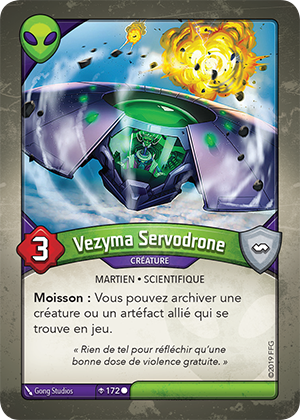 Vezyma Servodrone
3
CRÉATURE
MARTIEN • SCIENTIFIQUE
Moisson : Vous pouvez archiver une
créature ou un artéfact allié qui se
trouve en jeu.
« Rien de tel pour réfléchir qu'une
bonne dose de violence gratuite. »
©2019 FFG
Gong Studios
172